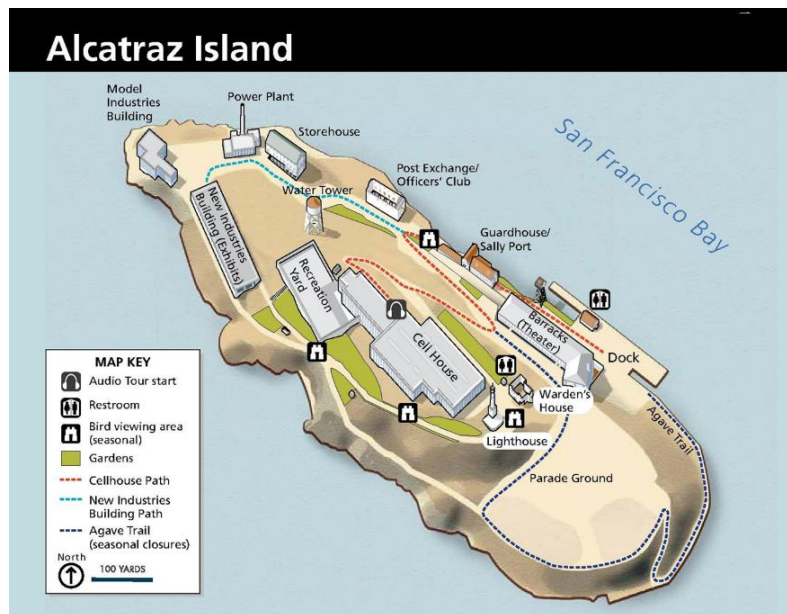 Alcatraz Island
Model
Industries
Building
Power Plant
Storehouse
San Francisco Bay
Post Exchange/
Officers' Club
Water Tower
New Industries
Building (Exhibits)
Guardhouse/
Sally Port
Recreation
Yard
Barracks
(Theater)
Cell House
Dock
Warden's
House
Lighthouse
Agave Trail
Parade Ground
MAP KEY
Audio Tour start
Restroom
Bird viewing area
(seasonal)
Gardens
Cellhouse Path
New Industries
Building Path
Agave Trail
(seasonal closures)
North
100 YARDS